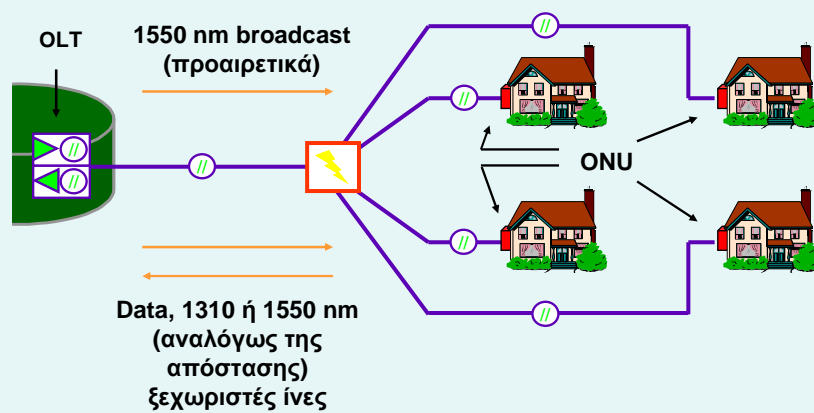 OLT
1550 nm broadcast
(προαιρετικά)
ONU
Data, 1310 ή 1550 nm
(αναλόγως της
απόστασης)
ξεχωριστές ίνες